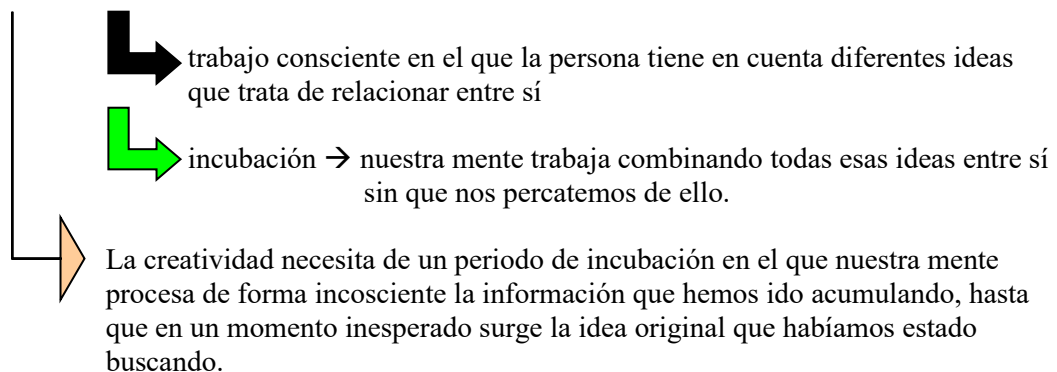 trabajo consciente en el que la persona tiene en cuenta diferentes ideas
que trata de relacionar entre sí
incubación → nuestra mente trabaja combinando todas esas ideas entre sí
sin que nos percatemos de ello.
La creatividad necesita de un periodo de incubación en el que nuestra mente
procesa de forma incosciente la información que hemos ido acumulando, hasta
que en un momento inesperado surge la idea original que habíamos estado
buscando.